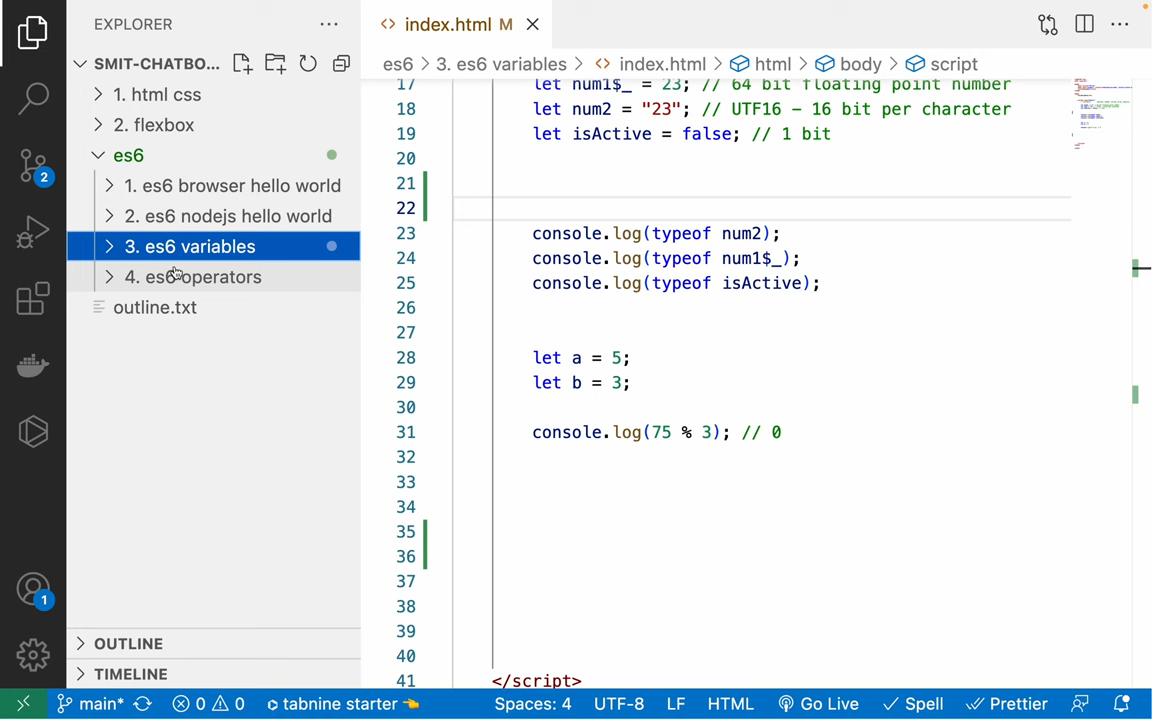 EXPLORER
SMIT-CHATBO...
1. html css
2. flexbox
es6
1. es6 browser hello world
2. es6 nodejs hello world
3. es6 variables
4. es6 operators
outline.txt
OUTLINE
TIMELINE
2
1
<> index.html M
es6 > 3. es6 variables > <> index.html > html > body > script
17 let num1$_ = 23; // 64 bit floating point number
18 let num2 = "23"; // UTF16 - 16 bit per character
19 let isActive = false; // 1 bit
20
21
22
23 console.log(typeof num2);
24 console.log(typeof num1$_);
25 console.log(typeof isActive);
26
27
28 let a = 5;
29 let b = 3;
30
31 console.log(75 % 3); // 0
32
33
34
35
36
37
38
39
40
41 </script>
main* 0 0 tabnine starter Spaces: 4 UTF-8 LF HTML Go Live Spell Prettier